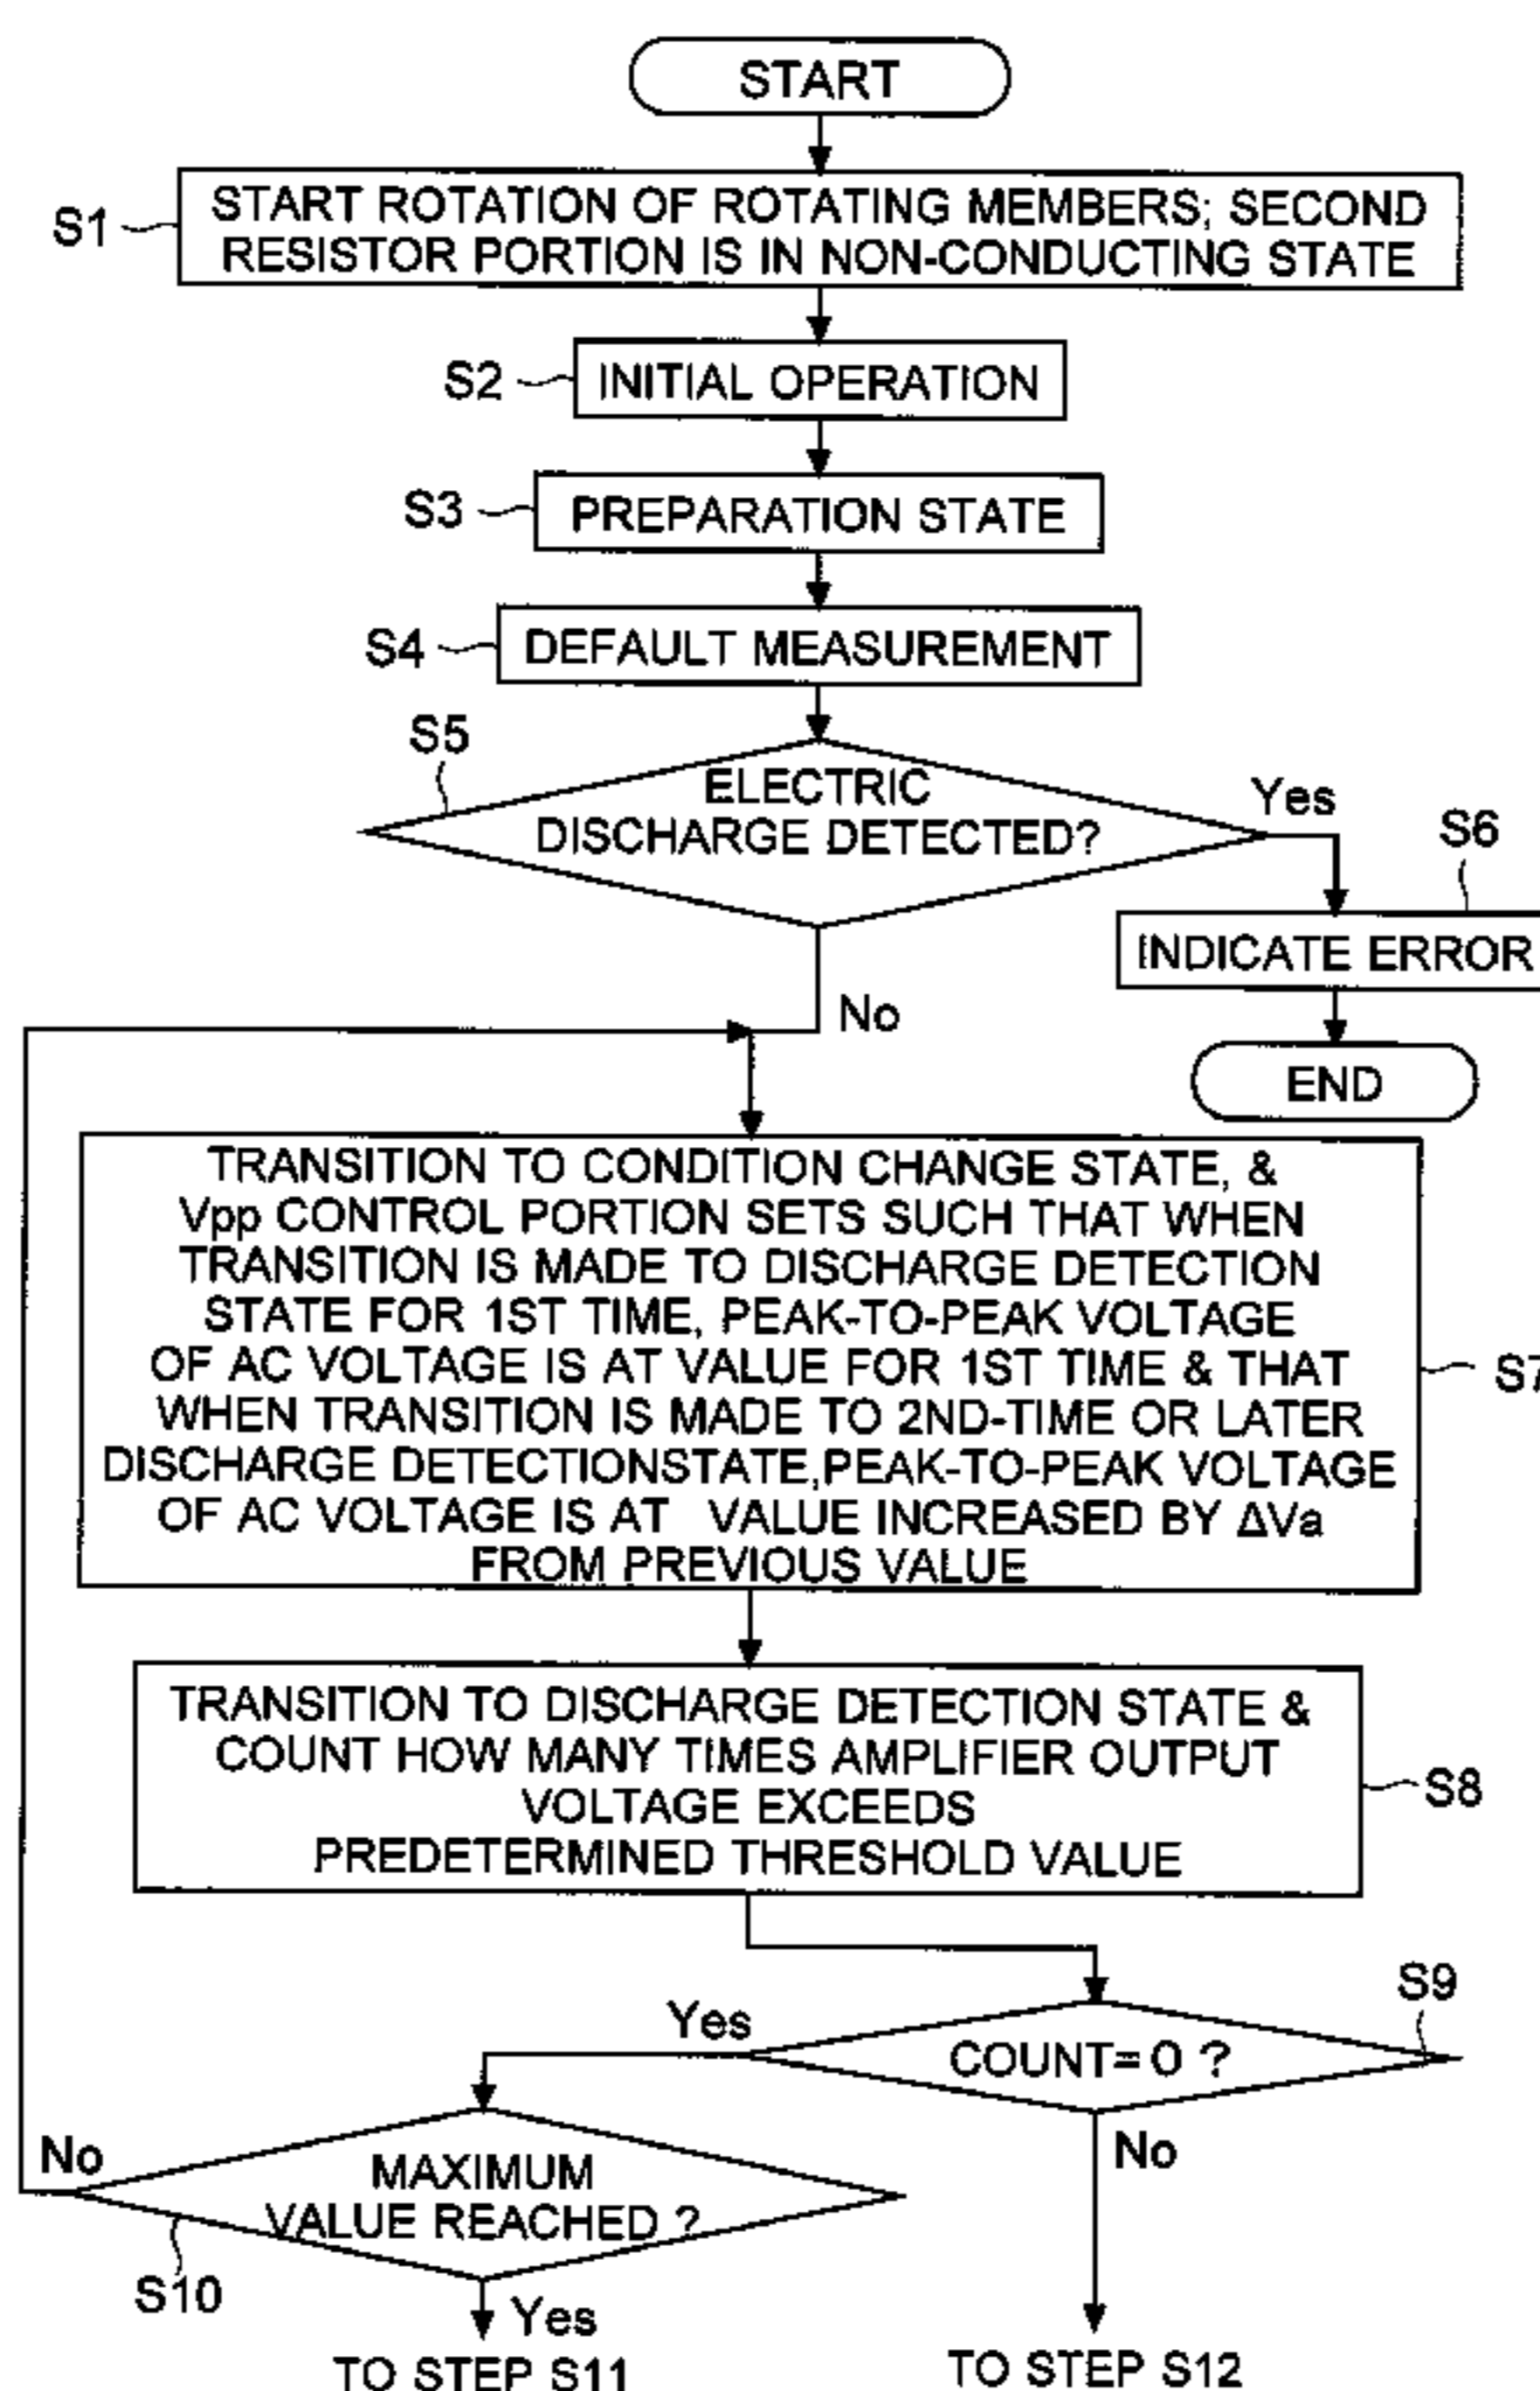 START
S1
START ROTATION OF ROTATING MEMBERS; SECOND
RESISTOR PORTION IS IN NON-CONDUCTING STATE
S2
INITIAL OPERATION
S3
PREPARATION STATE
S4
DEFAULT MEASUREMENT
S5
ELECTRIC
DISCHARGE DETECTED?
Yes
S6
INDICATE ERROR
No
END
TRANSITION TO CONDITION CHANGE STATE, &
Vpp CONTROL PORTION SETS SUCH THAT WHEN
TRANSITION IS MADE TO DISCHARGE DETECTION
STATE FOR 1ST TIME, PEAK-TO-PEAK VOLTAGE
OF AC VOLTAGE IS AT VALUE FOR 1ST TIME & THAT
WHEN TRANSITION IS MADE TO 2ND-TIME OR LATER
DISCHARGE DETECTIONSTATE,PEAK-TO-PEAK VOLTAGE
OF AC VOLTAGE IS AT VALUE INCREASED BY ΔVa
FROM PREVIOUS VALUE
S7
TRANSITION TO DISCHARGE DETECTION STATE &
COUNT HOW MANY TIMES AMPLIFIER OUTPUT
VOLTAGE EXCEEDS
PREDETERMINED THRESHOLD VALUE
S8
S9
Yes
COUNT= 0 ?
No
No
MAXIMUM
VALUE REACHED ?
S10
Yes
TO STEP S11
TO STEP S12